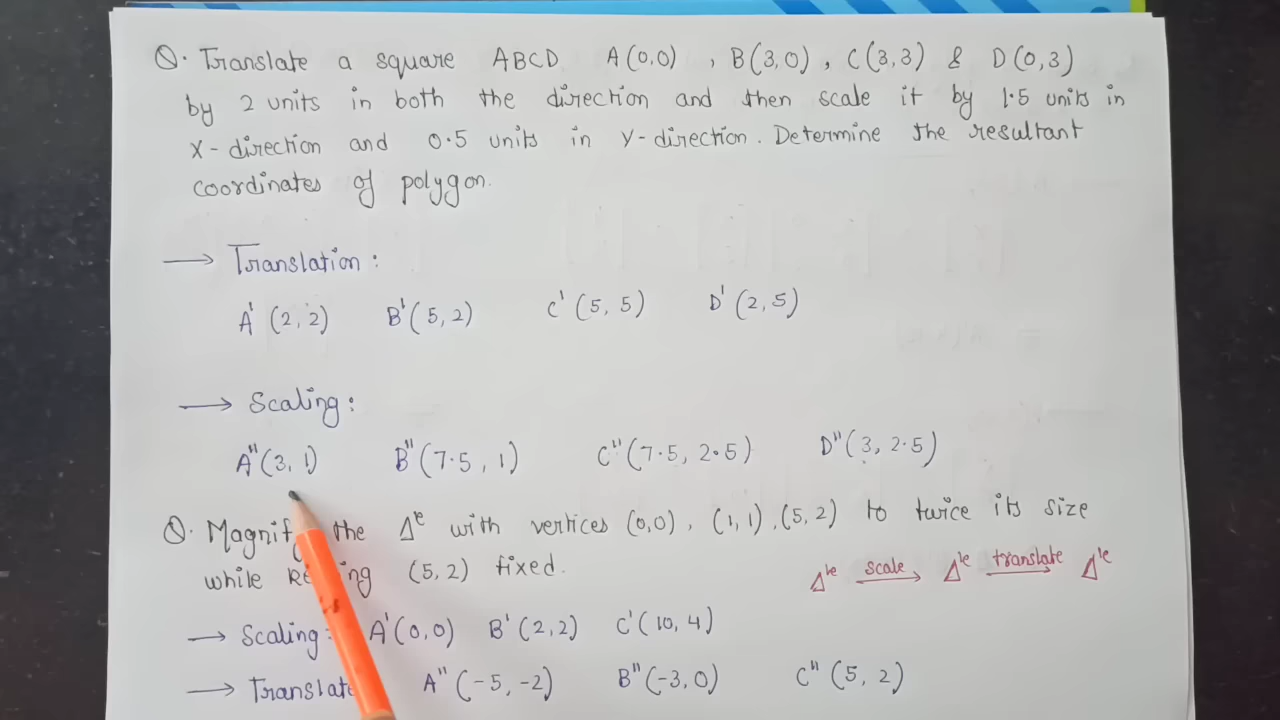 Q. Translate a square ABCD A(0,0) , B(3,0) , C(3,3) & D(0,3)
by 2 units in both the direction and then scale it by 1.5 units in
X-direction and 0.5 units in Y-direction. Determine the resultant
coordinates of polygon.
→ Translation :
A' (2,2) B'(5,2) C' (5,5) D' (2,5)
→ Scaling :
A"(3,1) B"(7.5,1) C"(7.5, 2.5) D"(3, 2.5)
Q. Magnify the Δle with vertices (0,0) , (1,1) , (5,2) to twice its size
while (5,2) fixed.
Δle scale → Δle translate → Δle
→ Scaling : A'(0,0) B'(2,2) C'(10,4)
→ Translate A"(-5,-2) B"(-3,0) C"(5,2)